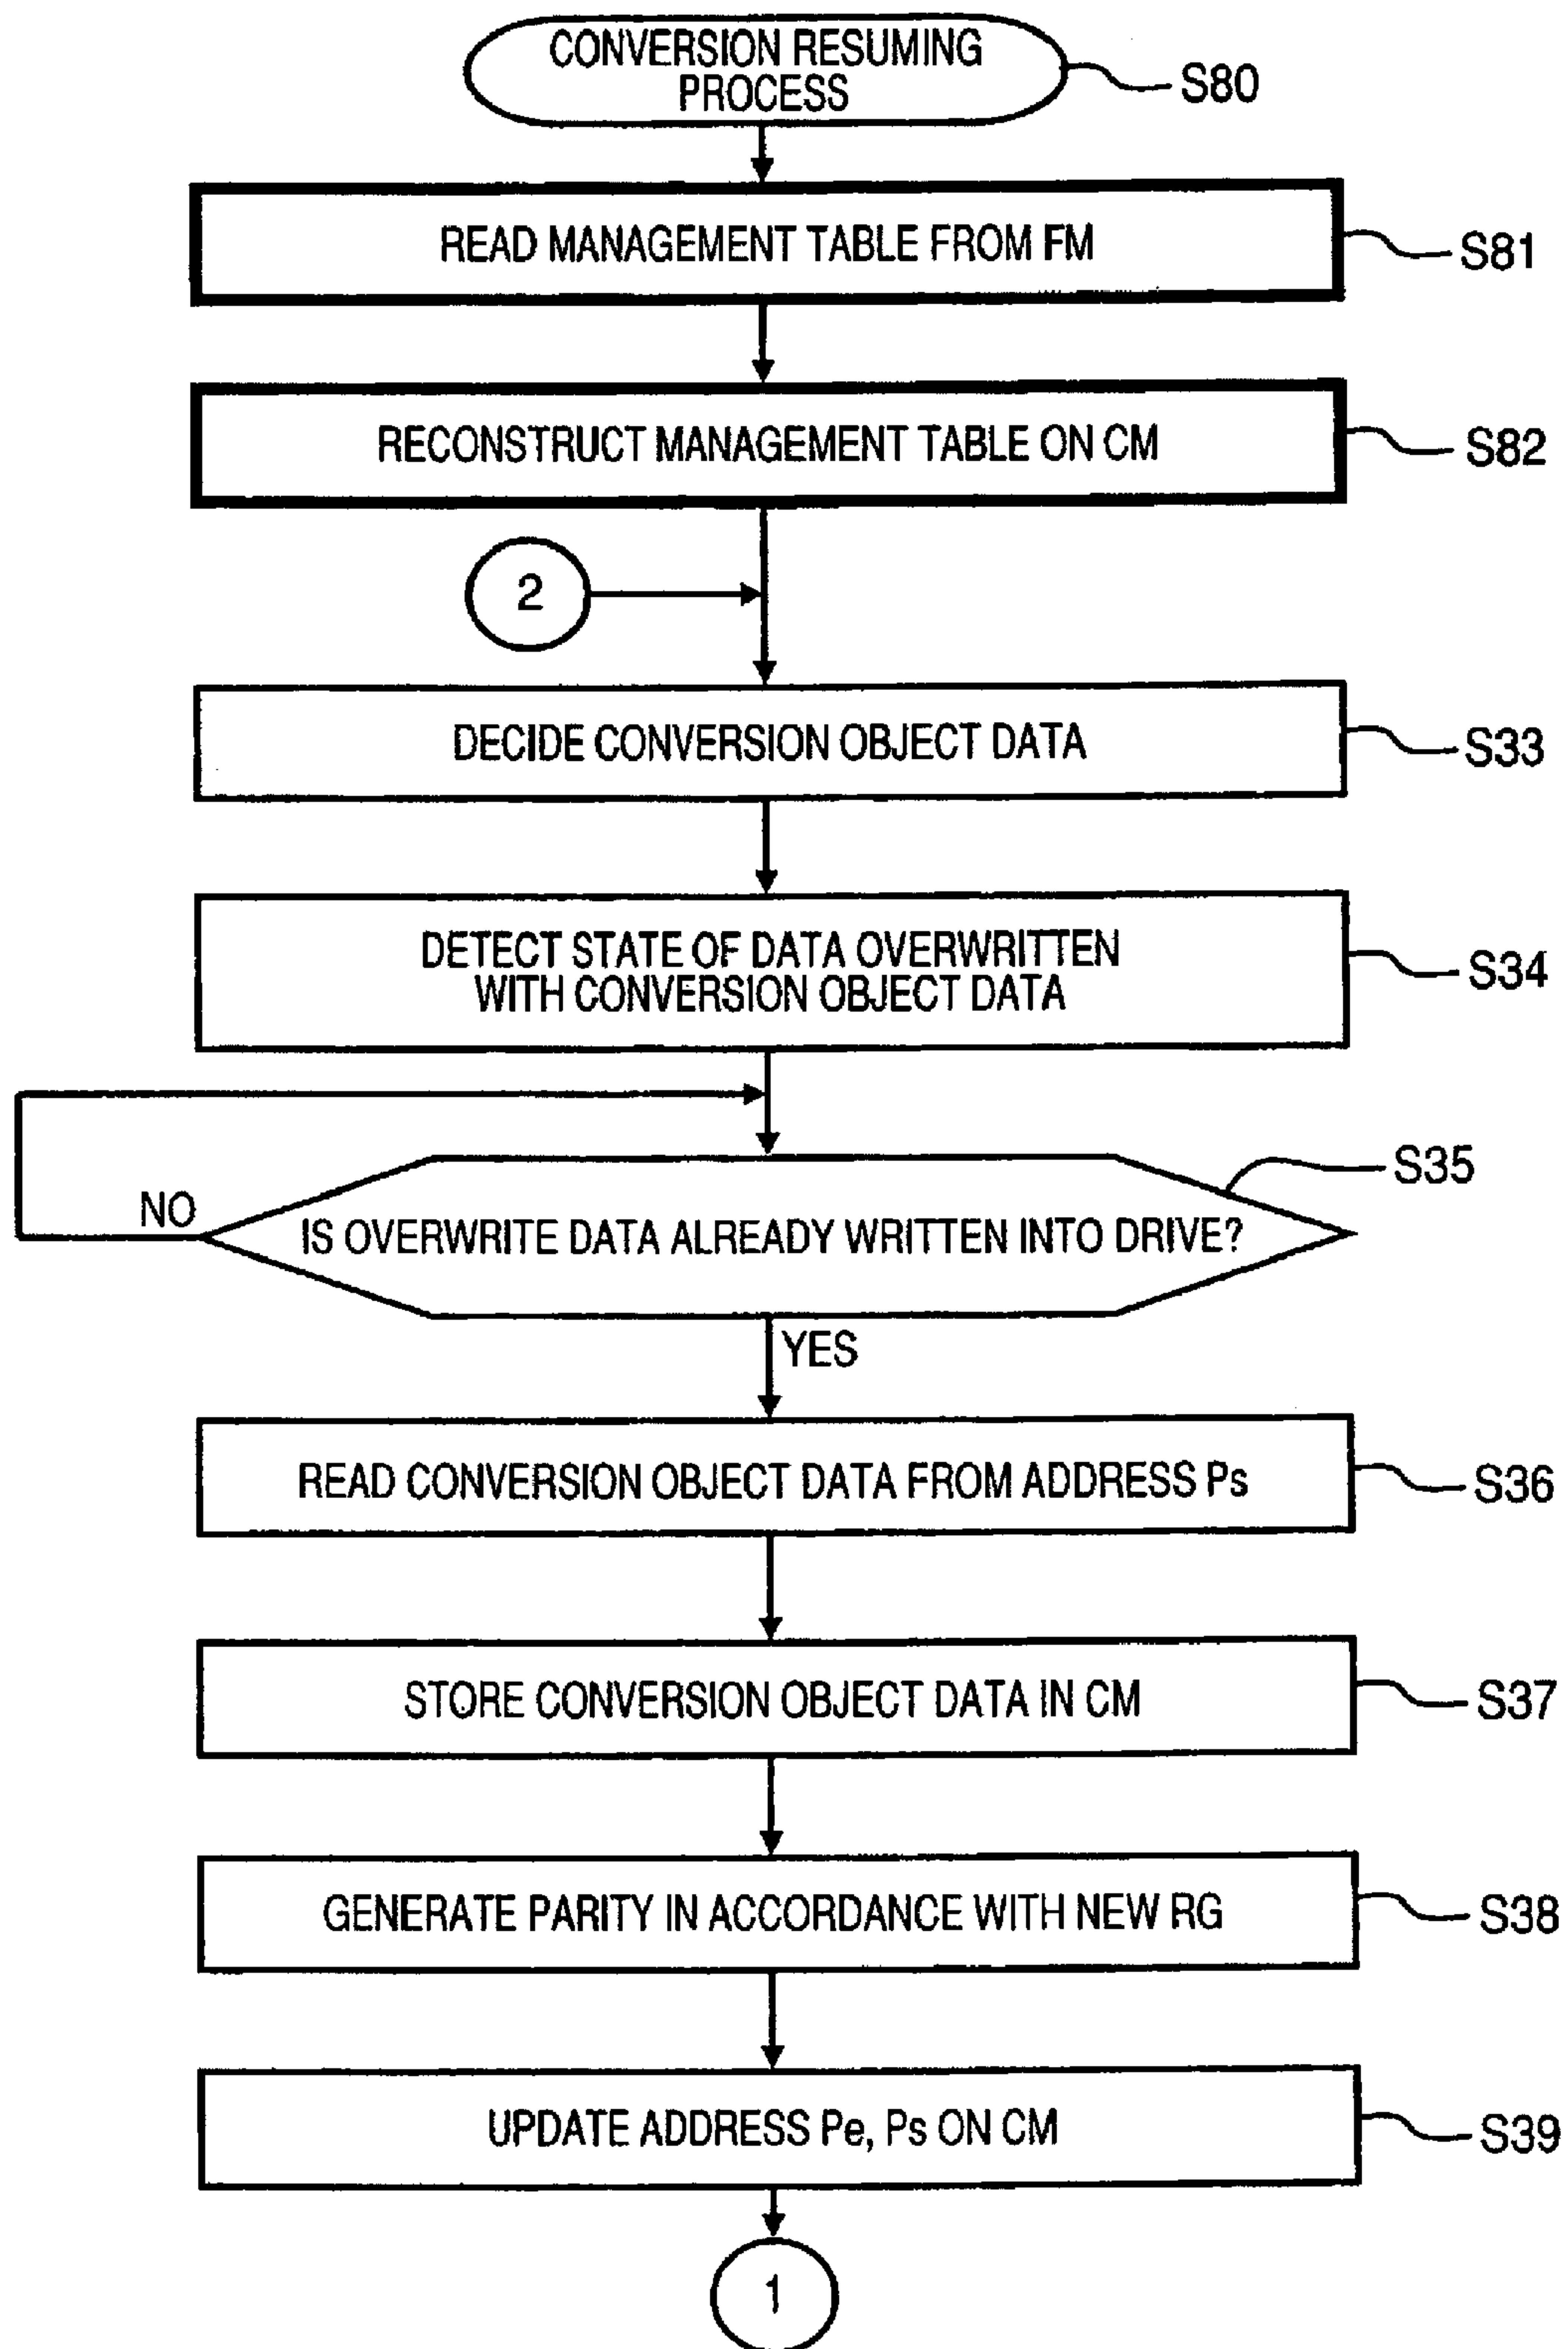 CONVERSION RESUMING
PROCESS
S80
READ MANAGEMENT TABLE FROM FM
S81
RECONSTRUCT MANAGEMENT TABLE ON CM
S82
2
DECIDE CONVERSION OBJECT DATA
S33
DETECT STATE OF DATA OVERWRITTEN
WITH CONVERSION OBJECT DATA
S34
S35
NO
IS OVERWRITE DATA ALREADY WRITTEN INTO DRIVE?
YES
READ CONVERSION OBJECT DATA FROM ADDRESS Ps
S36
STORE CONVERSION OBJECT DATA IN CM
S37
GENERATE PARITY IN ACCORDANCE WITH NEW RG
S38
UPDATE ADDRESS Pe, Ps ON CM
S39
1